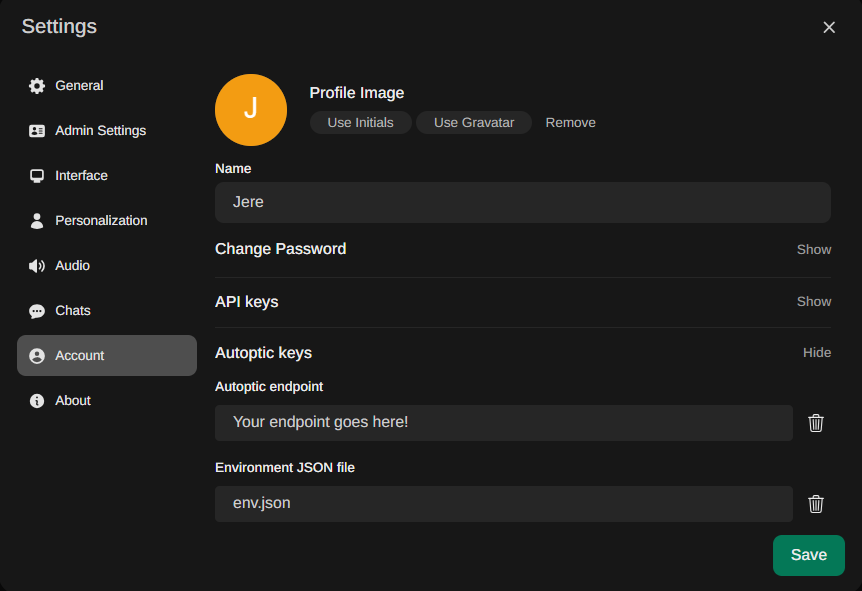 Settings
General
Admin Settings
Interface
Personalization
Audio
Chats
Account
About
J
Profile Image
Use Initials
Use Gravatar
Remove
Name
Jere
Change Password
Show
API keys
Show
Autoptic keys
Hide
Autoptic endpoint
Your endpoint goes here!
Environment JSON file
env.json
Save